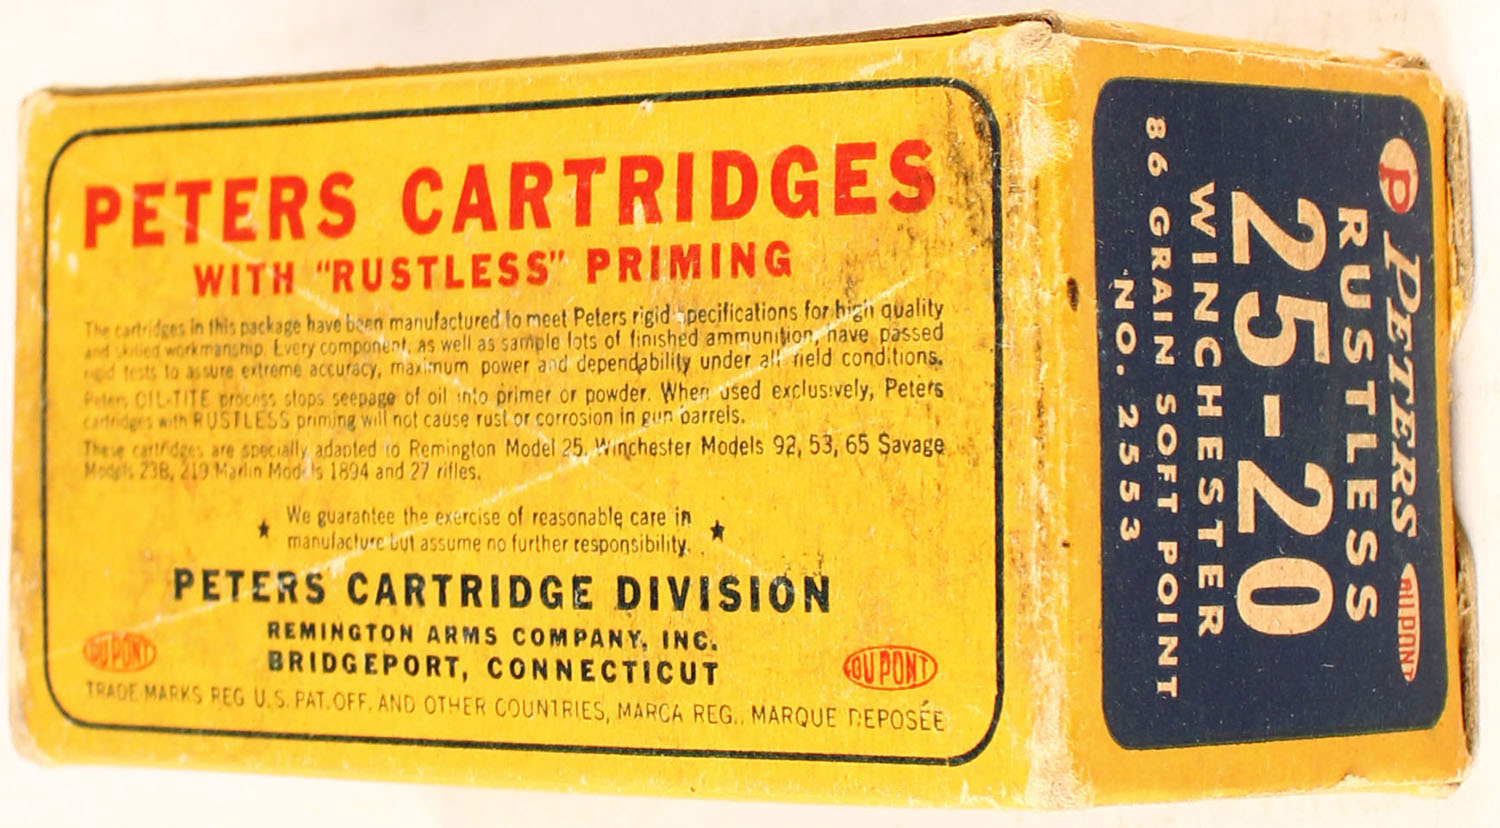 PETERS CARTRIDGES
WITH "RUSTLESS" PRIMING
The cartridges in this package have been manufactured to meet Peters rigid specifications for high quality
and skilled workmanship. Every component, as well as sample lots of finished ammunition, have passed
rigid tests to assure extreme accuracy, maximum power and dependability under all field conditions.
Peters OIL-TITE process stops seepage of oil into primer or powder. When used exclusively, Peters
cartridges with RUSTLESS priming will not cause rust or corrosion in gun barrels.
These cartridges are specially adapted to Remington Model 25, Winchester Models 92, 53, 65 Savage
Models 23B, 219 Marlin Models 1894 and 27 rifles.
★ We guarantee the exercise of reasonable care in ★
manufacture but assume no further responsibility.
PETERS CARTRIDGE DIVISION
REMINGTON ARMS COMPANY, INC.
BRIDGEPORT, CONNECTICUT
DU PONT
DU PONT
TRADE MARKS REG U.S. PAT. OFF. AND OTHER COUNTRIES, MARCA REG., MARQUE DEPOSÉE
P PETERS DU PONT
RUSTLESS
25-20
WINCHESTER
86 GRAIN SOFT POINT
NO. 2553